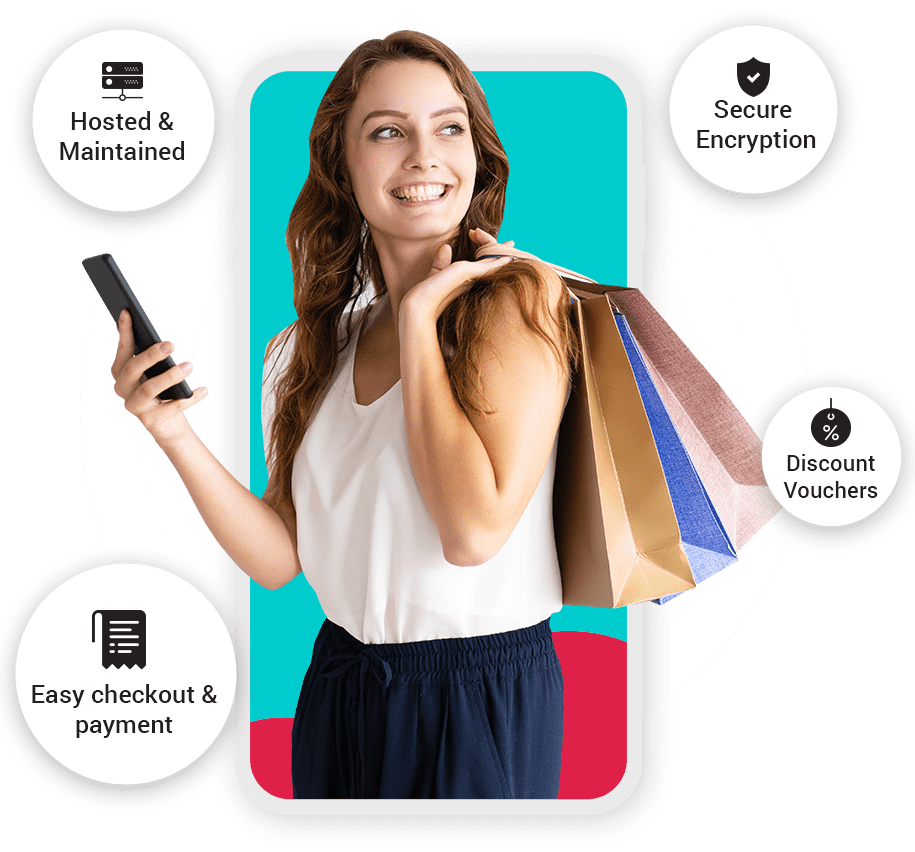 Hosted &
Maintained
Secure
Encryption
%
Discount
Vouchers
Easy checkout &
payment